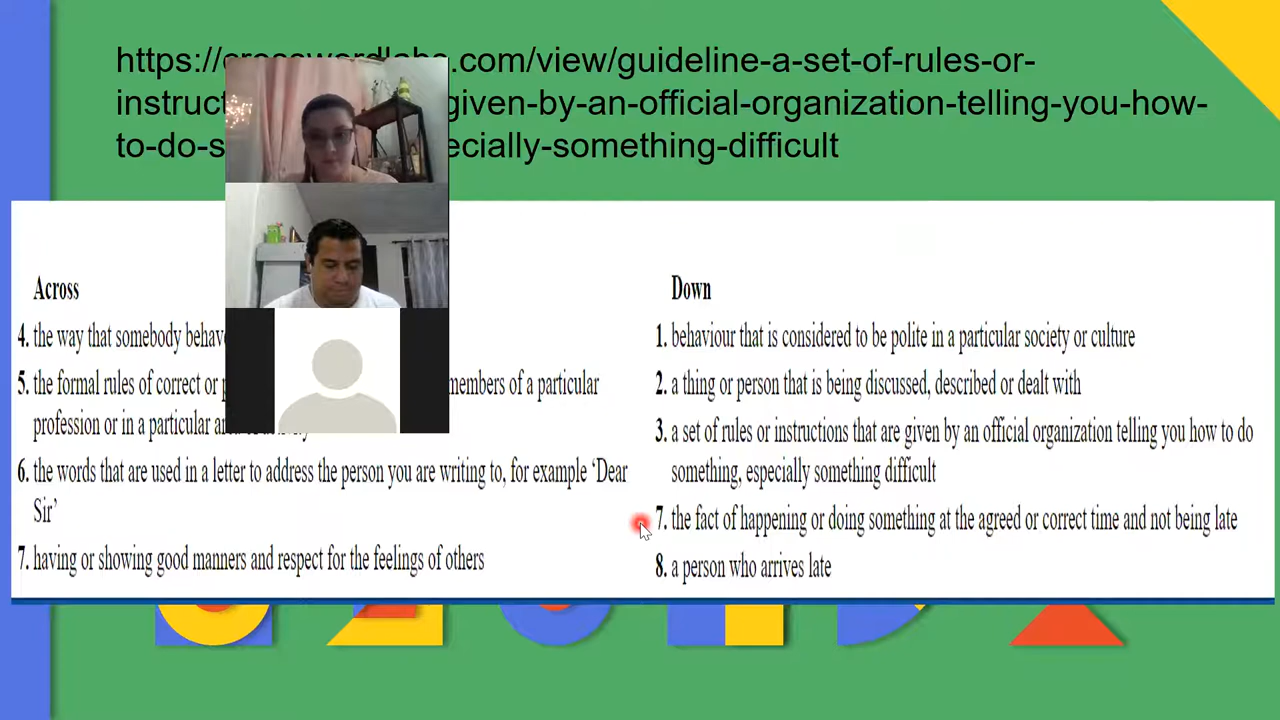 https://crosswordlabs.com/view/guideline-a-set-of-rules-or-
instruct given-by-an-official-organization-telling-you-how-
to-do-s ecially-something-difficult
Across
4. the way that somebody behav
5. the formal rules of correct or members of a particular
profession or in a particular
6. the words that are used in a letter to address the person you are writing to, for example ‘Dear
Sir’
7. having or showing good manners and respect for the feelings of others
Down
1. behaviour that is considered to be polite in a particular society or culture
2. a thing or person that is being discussed, described or dealt with
3. a set of rules or instructions that are given by an official organization telling you how to do
something, especially something difficult
7. the fact of happening or doing something at the agreed or correct time and not being late
8. a person who arrives late